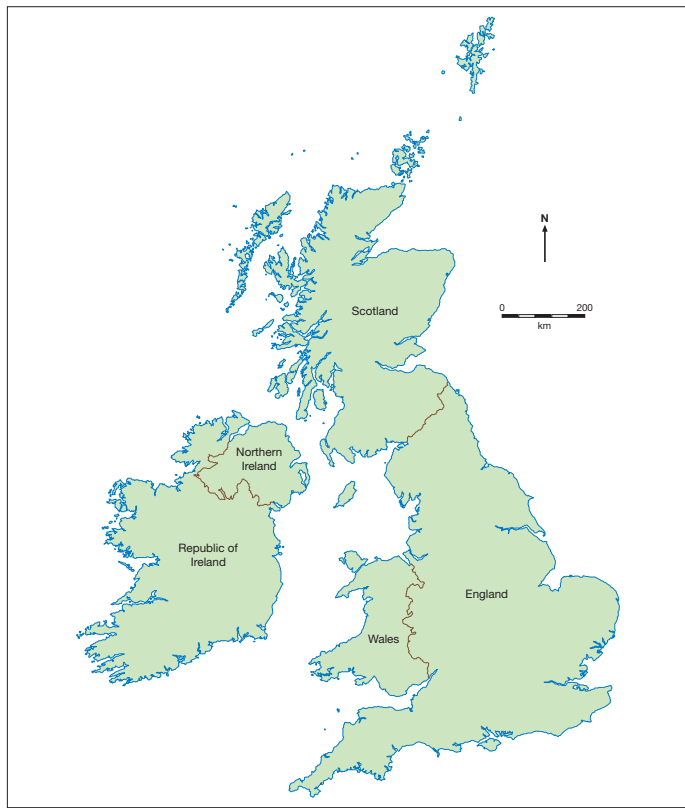 N
0 200
km
Scotland
Northern
Ireland
Republic of
Ireland
England
Wales